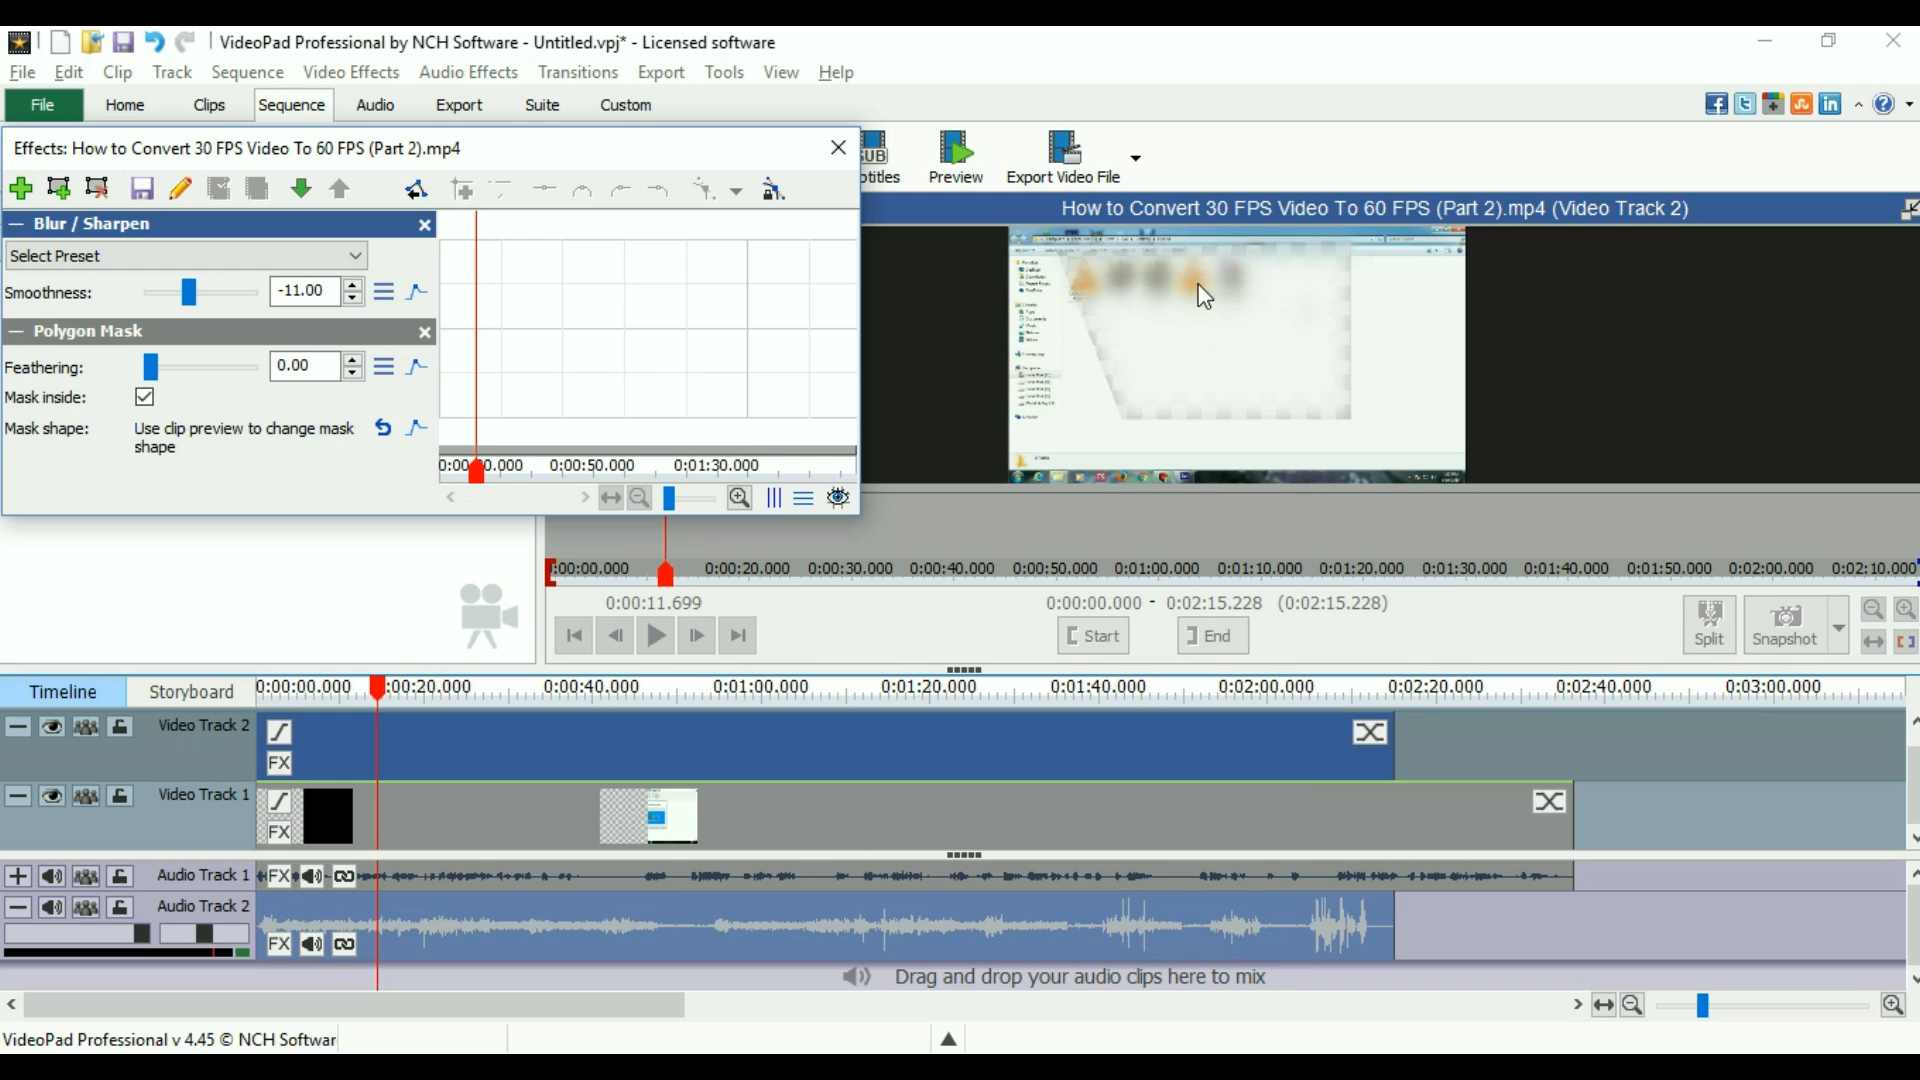 VideoPad Professional by NCH Software - Untitled.vpj* - Licensed software
File Edit Clip Track Sequence Video Effects Audio Effects Transitions Export Tools View Help
File Home Clips Sequence Audio Export Suite Custom
Effects: How to Convert 30 FPS Video To 60 FPS (Part 2).mp4
SUB
Preview Export Video File
Blur / Sharpen
How to Convert 30 FPS Video To 60 FPS (Part 2).mp4 (Video Track 2)
Select Preset
Smoothness: -11.00
Polygon Mask
Feathering: 0.00
Mask inside:
Mask shape: Use clip preview to change mask
shape
0:00:50.000 0:01:30.000
0:00:00.000 0:00:20.000 0:00:30.000 0:00:40.000 0:00:50.000 0:01:00.000 0:01:10.000 0:01:20.000 0:01:30.000 0:01:40.000 0:01:50.000 0:02:00.000 0:02:10.000
0:00:11.699 0:00:00.000 - 0:02:15.228 (0:02:15.228)
Start End Split Snapshot
Timeline Storyboard 0:00:00.000 :00:20.000 0:00:40.000 0:01:00.000 0:01:20.000 0:01:40.000 0:02:00.000 0:02:20.000 0:02:40.000 0:03:00.000
Video Track 2
FX
Video Track 1
FX
Audio Track 1 FX
Audio Track 2
FX
Drag and drop your audio clips here to mix
VideoPad Professional v 4.45 © NCH Softwar